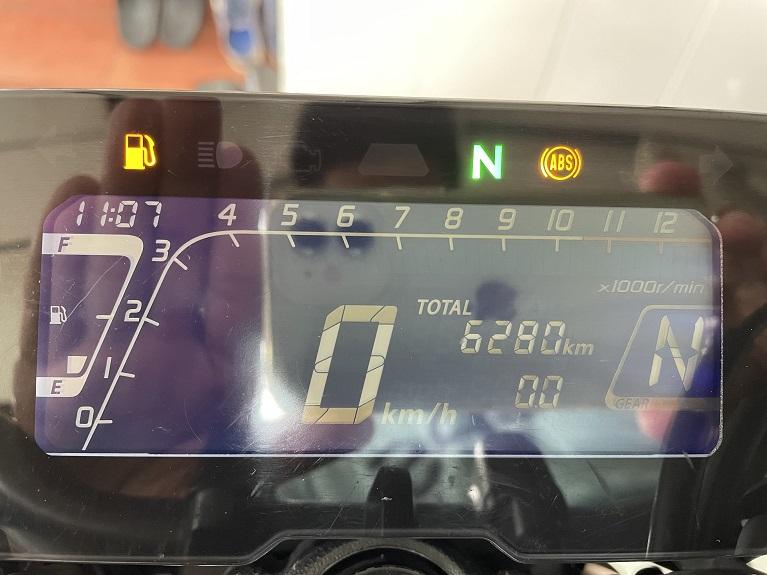 N ABS
11:07 4 5 6 7 8 9 10 11 12
F 3
x1000r/min
TOTAL
2 6280km
N
E 1 0 0.0
GEAR
0 km/h